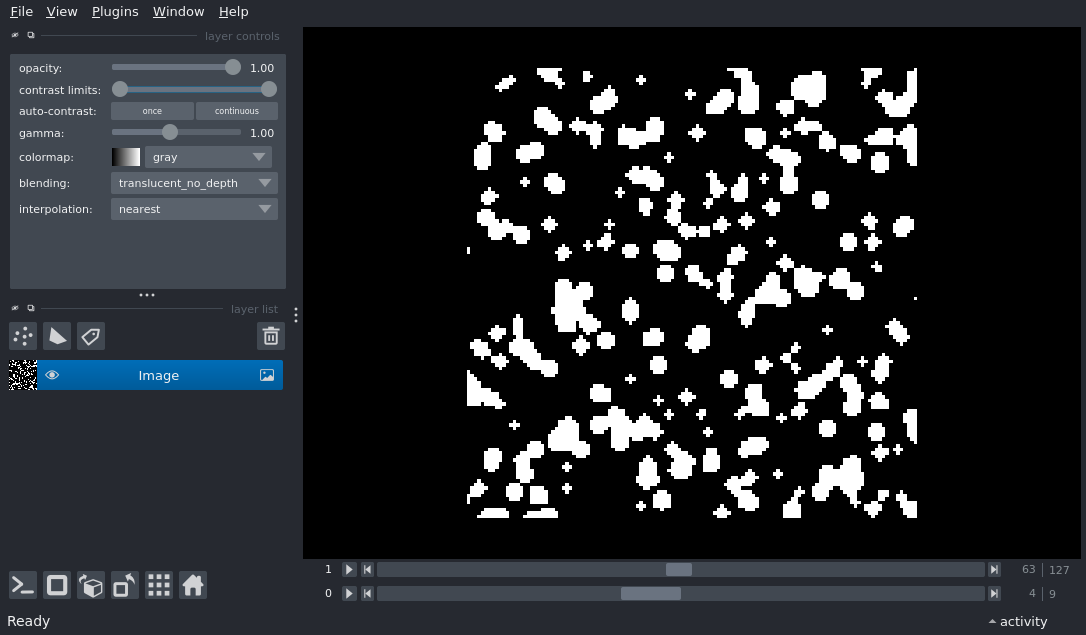 File View Plugins Window Help
layer controls
opacity: 1.00
contrast limits:
auto-contrast: once continuous
gamma: 1.00
colormap: gray
blending: translucent_no_depth
interpolation: nearest
layer list
Image
1 63 127
0 4 9
Ready activity